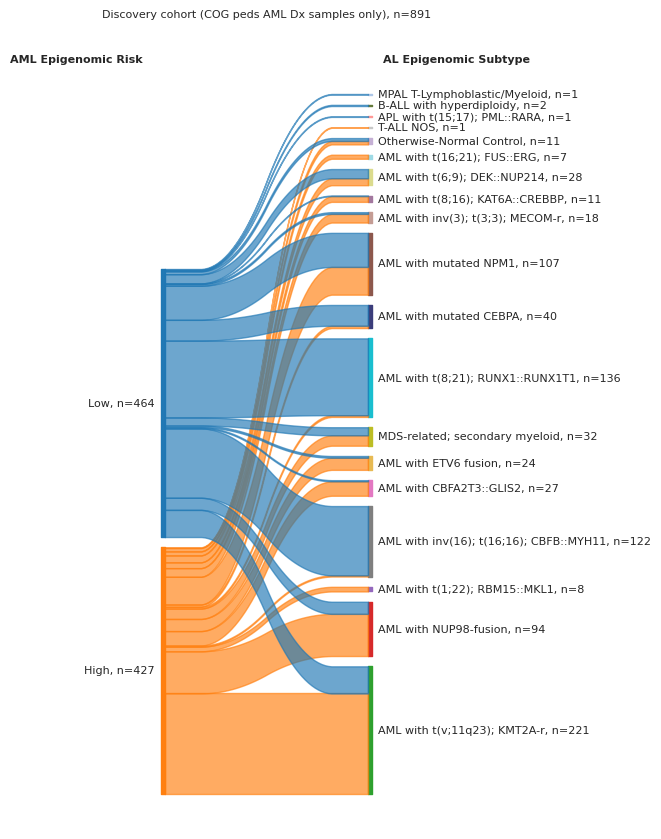 Discovery cohort (COG peds AML Dx samples only), n=891
AML Epigenomic Risk
AL Epigenomic Subtype
MPAL T-Lymphoblastic/Myeloid, n=1
B-ALL with hyperdiploidy, n=2
APL with t(15;17); PML::RARA, n=1
T-ALL NOS, n=1
Otherwise-Normal Control, n=11
AML with t(16;21); FUS::ERG, n=7
AML with t(6;9); DEK::NUP214, n=28
AML with t(8;16); KAT6A::CREBBP, n=11
AML with inv(3); t(3;3); MECOM-r, n=18
AML with mutated NPM1, n=107
AML with mutated CEBPA, n=40
AML with t(8;21); RUNX1::RUNX1T1, n=136
Low, n=464
MDS-related; secondary myeloid, n=32
AML with ETV6 fusion, n=24
AML with CBFA2T3::GLIS2, n=27
AML with inv(16); t(16;16); CBFB::MYH11, n=122
AML with t(1;22); RBM15::MKL1, n=8
AML with NUP98-fusion, n=94
High, n=427
AML with t(v;11q23); KMT2A-r, n=221